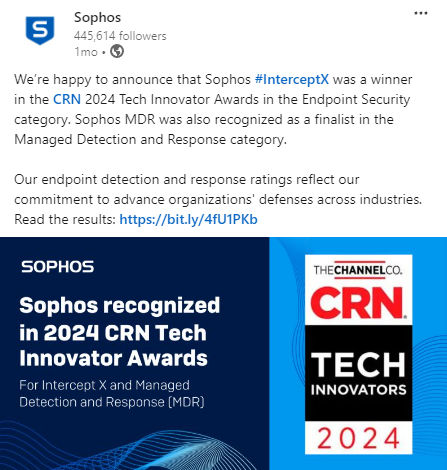 Sophos
445,614 followers
1mo •
We're happy to announce that Sophos #InterceptX was a winner
in the CRN 2024 Tech Innovator Awards in the Endpoint Security
category. Sophos MDR was also recognized as a finalist in the
Managed Detection and Response category.
Our endpoint detection and response ratings reflect our
commitment to advance organizations' defenses across industries.
Read the results: https://bit.ly/4fU1PKb
SOPHOS
Sophos recognized
in 2024 CRN Tech
Innovator Awards
For Intercept X and Managed
Detection and Response (MDR)
THECHANNELCO.
CRN.
TECH
INNOVATORS
2024